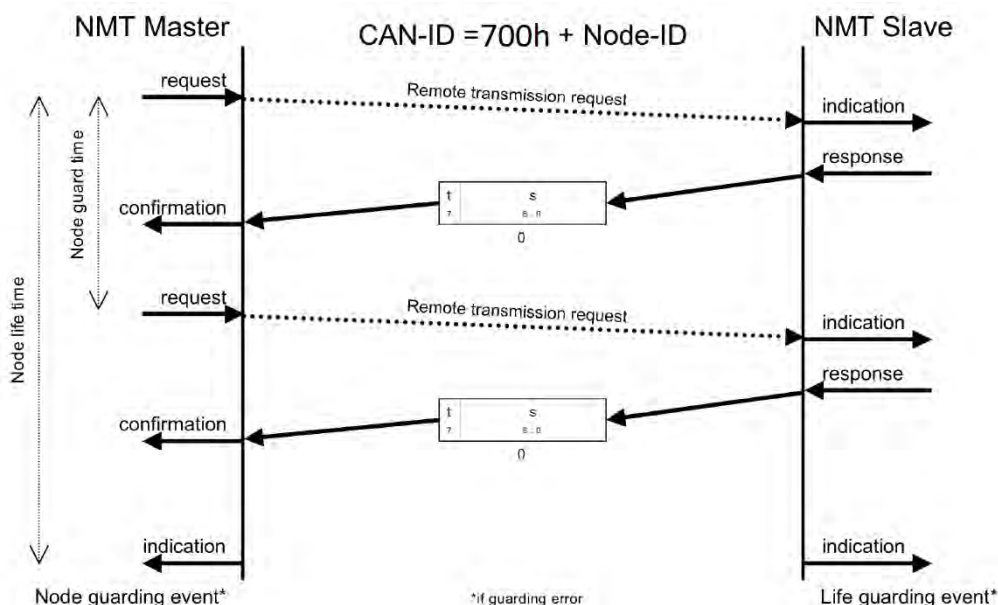 NMT Master
CAN-ID =700h + Node-ID
NMT Slave
request
Remote transmission request
indication
Node guard time
Node life time
response
t
s
7
6..0
0
confirmation
request
Remote transmission request
indication
response
t
s
7
6..0
0
confirmation
indication
indication
Node guarding event*
*if guarding error
Life guarding event*